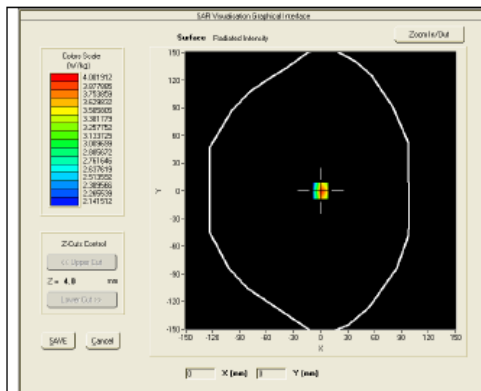 SAR Visualisation Graphical Interface
Surface Radiated Intensity
Zoom In/Out
Colors Scale
(W/kg)
4.001912
3.877885
3.753859
3.629832
3.505805
3.381779
3.257752
3.133725
3.009699
2.885672
2.761646
2.637619
2.513592
2.389566
2.265539
2.141512
Z-Cuts Control
<< Upper Cut
Z = 4.0 mm
Lower Cut >>
SAVE Cancel
150
120
90
60
30
0
-30
-60
-90
-120
-150
Y
-150 -120 -90 -60 -30 0 30 60 90 120 150
X
0 X (mm) Y (mm)